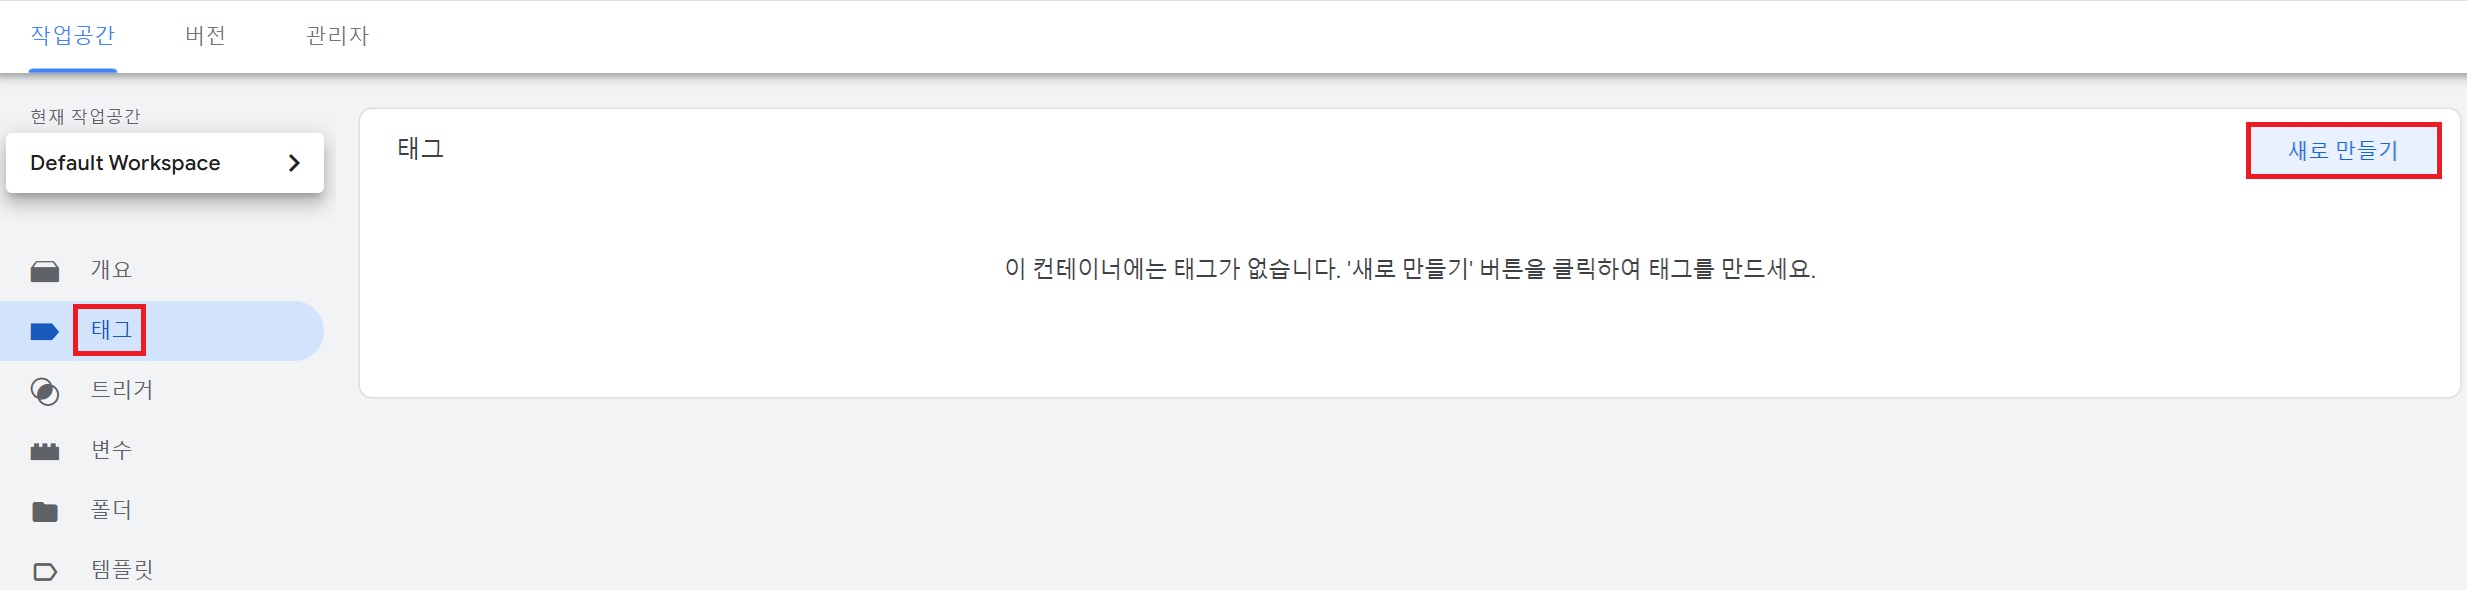 작업공간 버전 관리자
현재 작업공간
Default Workspace
태그
새로 만들기
이 컨테이너에는 태그가 없습니다. '새로 만들기' 버튼을 클릭하여 태그를 만드세요.
개요
태그
트리거
변수
폴더
템플릿